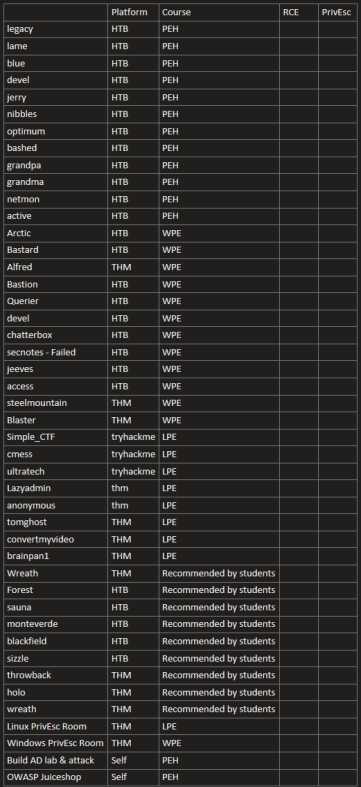 Platform Course RCE PrivEsc
legacy HTB PEH
lame HTB PEH
blue HTB PEH
devel HTB PEH
jerry HTB PEH
nibbles HTB PEH
optimum HTB PEH
bashed HTB PEH
grandpa HTB PEH
grandma HTB PEH
netmon HTB PEH
active HTB PEH
Arctic HTB WPE
Bastard HTB WPE
Alfred THM WPE
Bastion HTB WPE
Querier HTB WPE
devel HTB WPE
chatterbox HTB WPE
secnotes - Failed HTB WPE
jeeves HTB WPE
access HTB WPE
steelmountain THM WPE
Blaster THM WPE
Simple_CTF tryhackme LPE
cmess tryhackme LPE
ultratech tryhackme LPE
Lazyadmin thm LPE
anonymous thm LPE
tomghost THM LPE
convertmyvideo THM LPE
brainpan1 THM LPE
Wreath THM Recommended by students
Forest HTB Recommended by students
sauna HTB Recommended by students
monteverde HTB Recommended by students
blackfield HTB Recommended by students
sizzle HTB Recommended by students
throwback THM Recommended by students
holo THM Recommended by students
wreath THM Recommended by students
Linux PrivEsc Room THM LPE
Windows PrivEsc Room THM WPE
Build AD lab & attack Self PEH
OWASP Juiceshop Self PEH